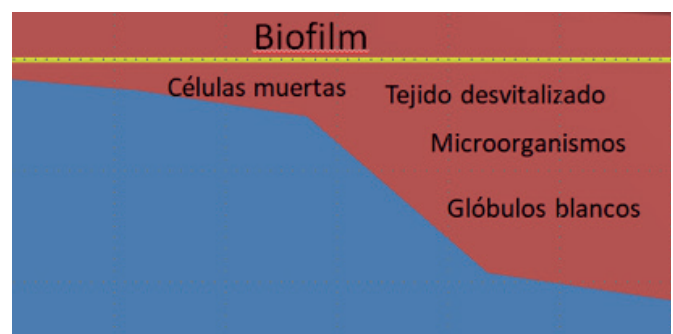 Biofilm
Células muertas
Tejido desvitalizado
Microorganismos
Glóbulos blancos